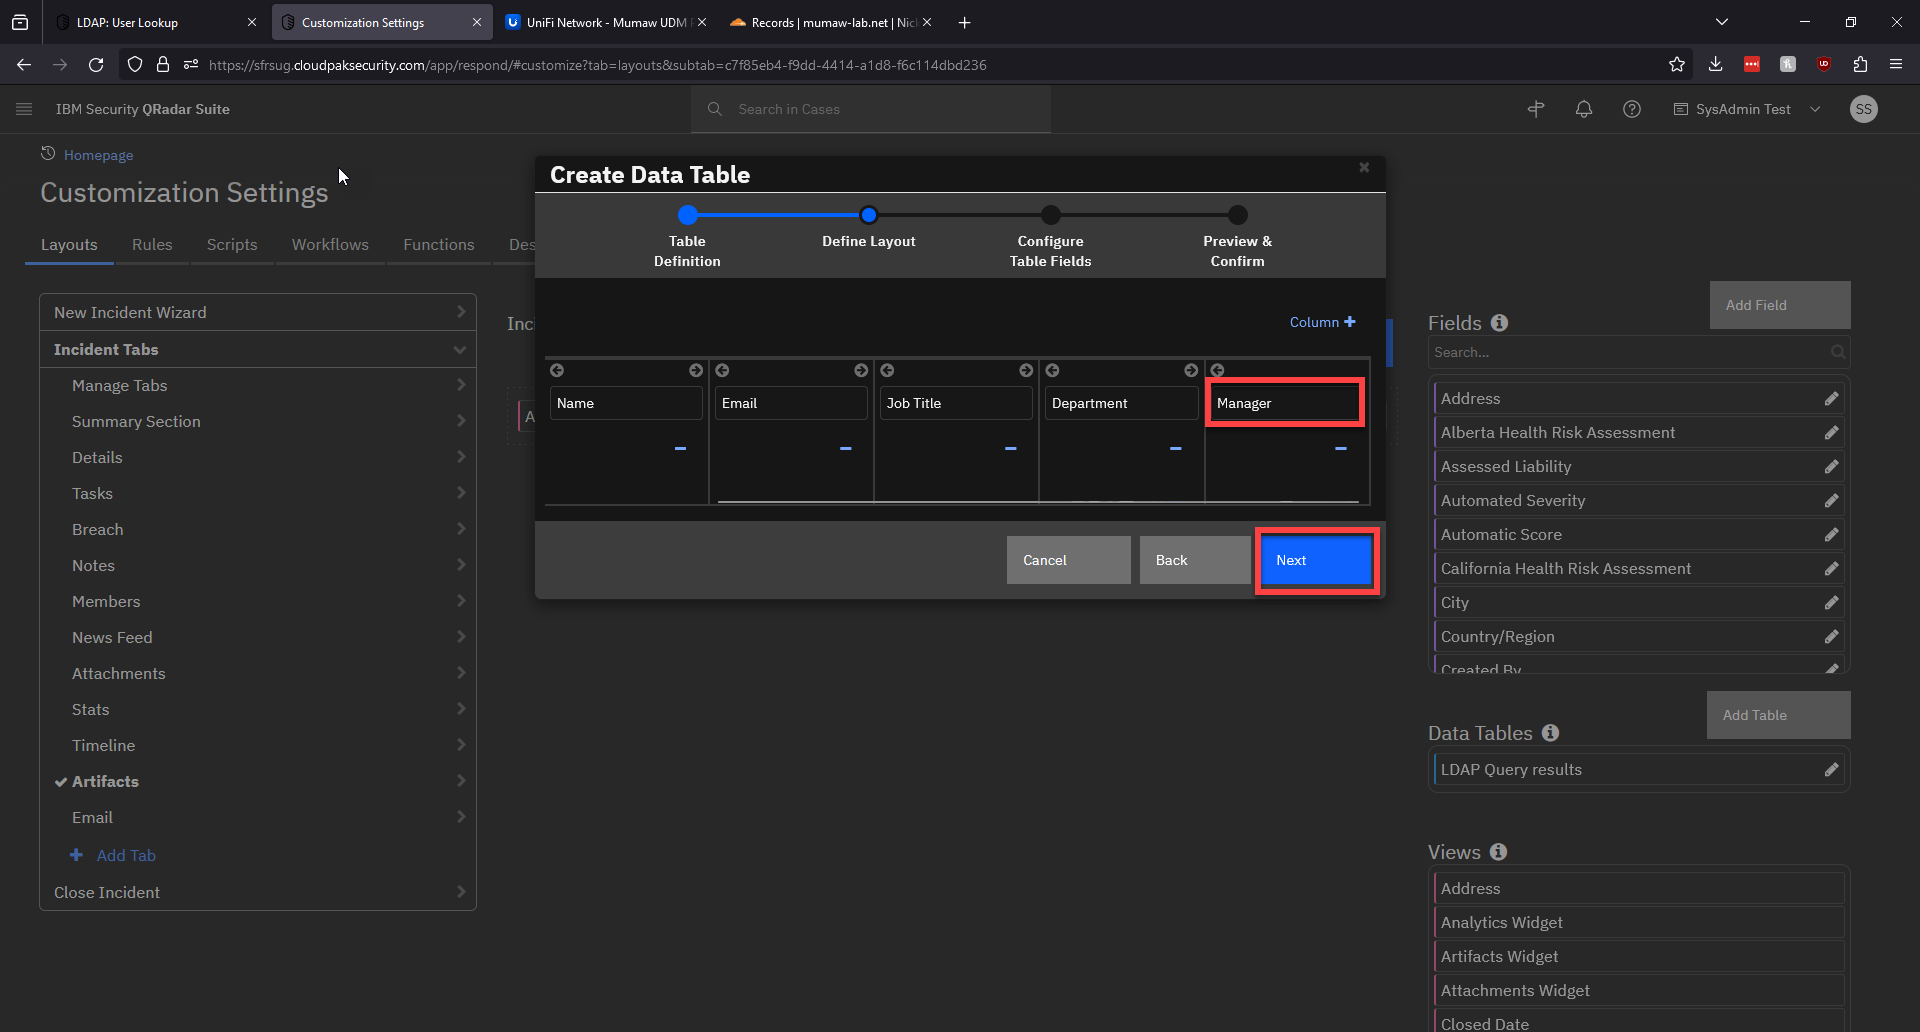 LDAP: User Lookup
Customization Settings
UniFi Network - Mumaw UDM
Records | mumaw-lab.net | Nic
https://sfrsug.cloudpaksecurity.com/app/respond/#customize?tab=layouts&subtab=c7f85eb4-f9dd-4414-a1d8-f6c114dbd236
IBM Security QRadar Suite
Search in Cases
SysAdmin Test
SS
Homepage
Customization Settings
Layouts
Rules
Scripts
Workflows
Functions
Des
New Incident Wizard
Incident Tabs
Manage Tabs
Summary Section
Details
Tasks
Breach
Notes
Members
News Feed
Attachments
Stats
Timeline
Artifacts
Email
Add Tab
Close Incident
Inc
A
Create Data Table
Table
Definition
Define Layout
Configure
Table Fields
Preview &
Confirm
Column
Name
Email
Job Title
Department
Manager
Cancel
Back
Next
Add Field
Fields
Search...
Address
Alberta Health Risk Assessment
Assessed Liability
Automated Severity
Automatic Score
California Health Risk Assessment
City
Country/Region
Created By
Add Table
Data Tables
LDAP Query results
Views
Address
Analytics Widget
Artifacts Widget
Attachments Widget
Closed Date